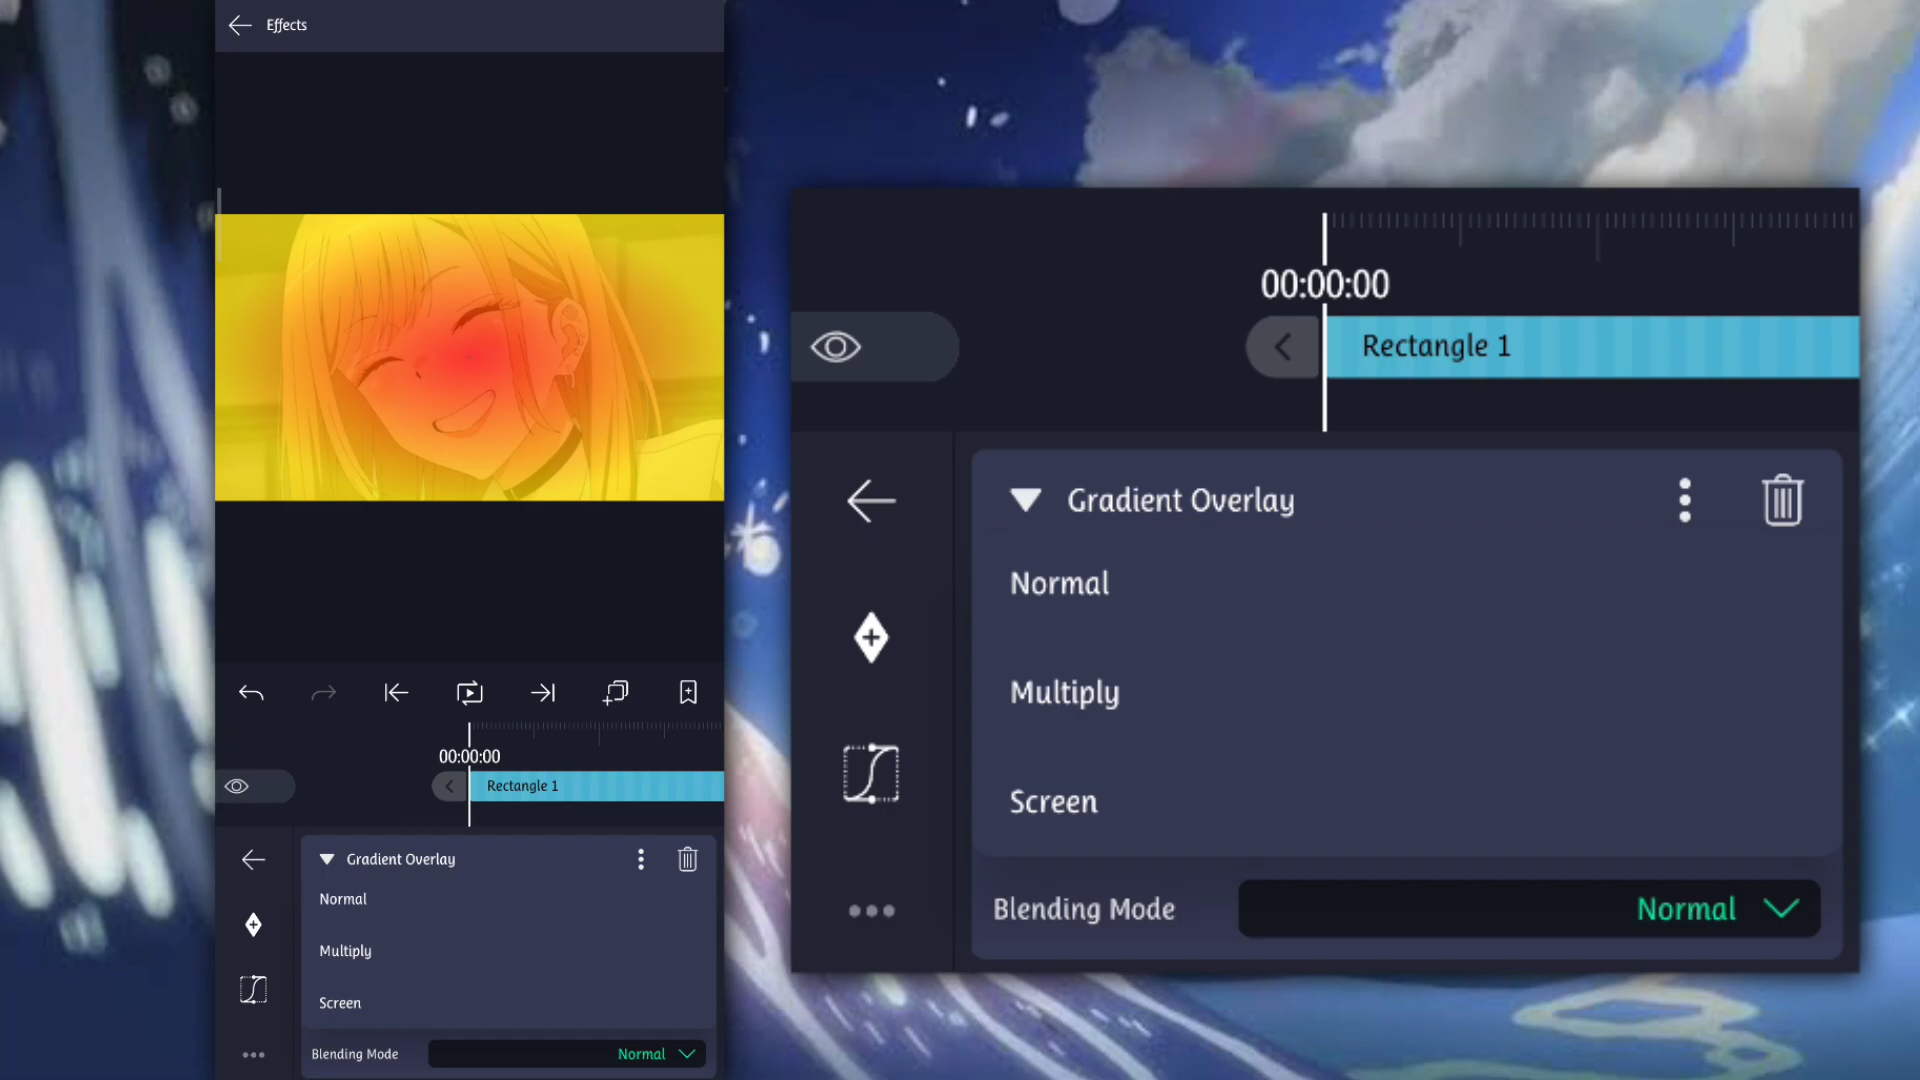 Effects
00:00:00
Rectangle 1
Gradient Overlay
Normal
Multiply
Screen
Blending Mode
Normal
00:00:00
Rectangle 1
Gradient Overlay
Normal
Multiply
Screen
Blending Mode
Normal